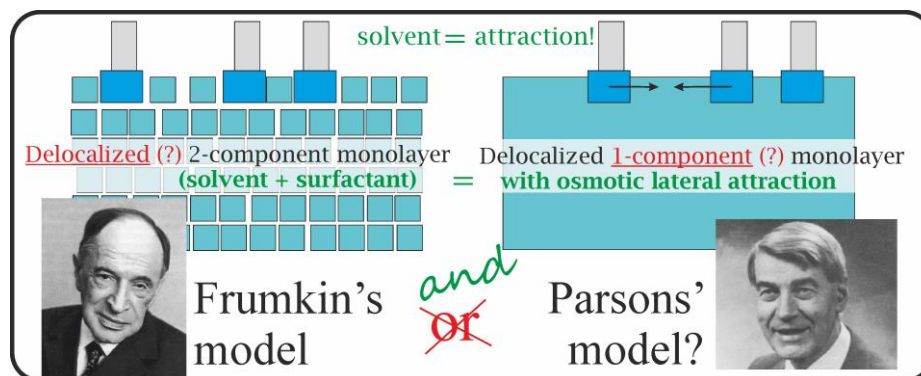 solvent = attraction!
Delocalized (?) 2-component monolayer
(solvent + surfactant)
=
Delocalized 1-component (?) monolayer
with osmotic lateral attraction
Frumkin's
model
and
or
Parsons'
model?